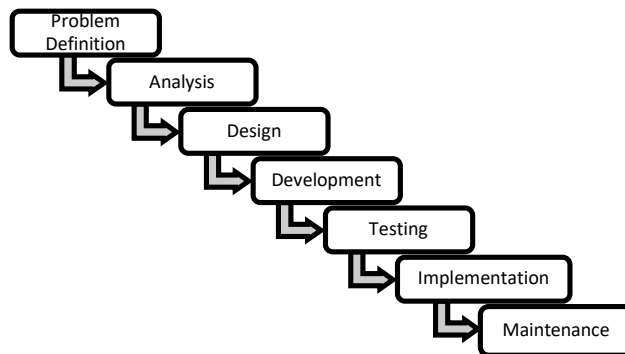 Problem
Definition
Analysis
Design
Development
Testing
Implementation
Maintenance